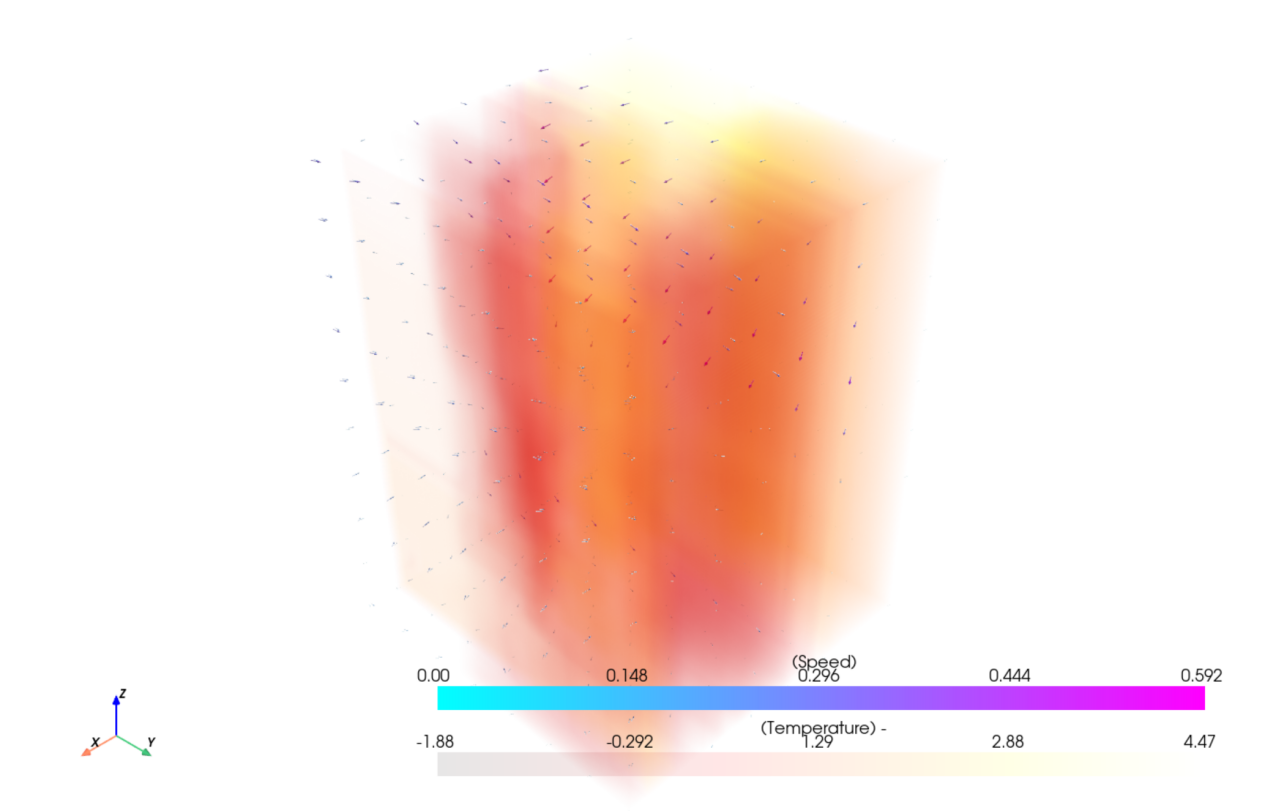 (Speed)
0.00 0.148 0.296 0.444 0.592
(Temperature) -
-1.88 -0.292 1.29 2.88 4.47
Z
X Y